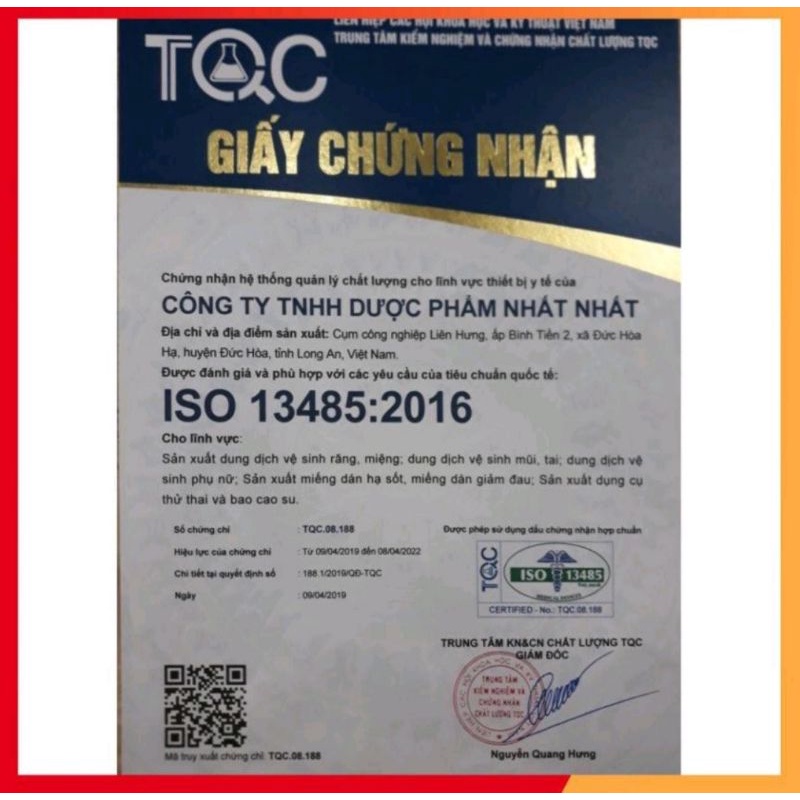 LIÊN HIỆP CÁC HỘI KHOA HỌC VÀ KỸ THUẬT VIỆT NAM
TRUNG TÂM KIỂM NGHIỆM VÀ CHỨNG NHẬN CHẤT LƯỢNG TQC
TQC
GIẤY CHỨNG NHẬN
Chứng nhận hệ thống quản lý chất lượng cho lĩnh vực thiết bị y tế của
CÔNG TY TNHH DƯỢC PHẨM NHẤT NHẤT
Địa chỉ và địa điểm sản xuất: Cụm công nghiệp Liên Hưng, ấp Bình Tiền 2, xã Đức Hòa
Hạ, huyện Đức Hòa, tỉnh Long An, Việt Nam.
Được đánh giá và phù hợp với các yêu cầu của tiêu chuẩn quốc tế:
ISO 13485:2016
Cho lĩnh vực:
Sản xuất dung dịch vệ sinh răng, miệng; dung dịch vệ sinh mũi, tai; dung dịch vệ
sinh phụ nữ; Sản xuất miếng dán hạ sốt, miếng dán giảm đau; Sản xuất dụng cụ
thử thai và bao cao su.
Số chứng chỉ : TQC.08.188
Hiệu lực của chứng chỉ : Từ 09/04/2019 đến 08/04/2022
Chi tiết tại quyết định số : 188.1/2019/QĐ-TQC
Ngày : 09/04/2019
Được phép sử dụng dấu chứng nhận hợp chuẩn
TQC
ISO 13485
MEDICAL DEVICES
CERTIFIED - No.: TQC.08.188
TRUNG TÂM KN&CN CHẤT LƯỢNG TQC
GIÁM ĐỐC
TRUNG TÂM
KIỂM NGHIỆM VÀ
CHỨNG NHẬN
CHẤT LƯỢNG TQC
Nguyễn Quang Hưng
Mã truy xuất chứng chỉ: TQC.08.188